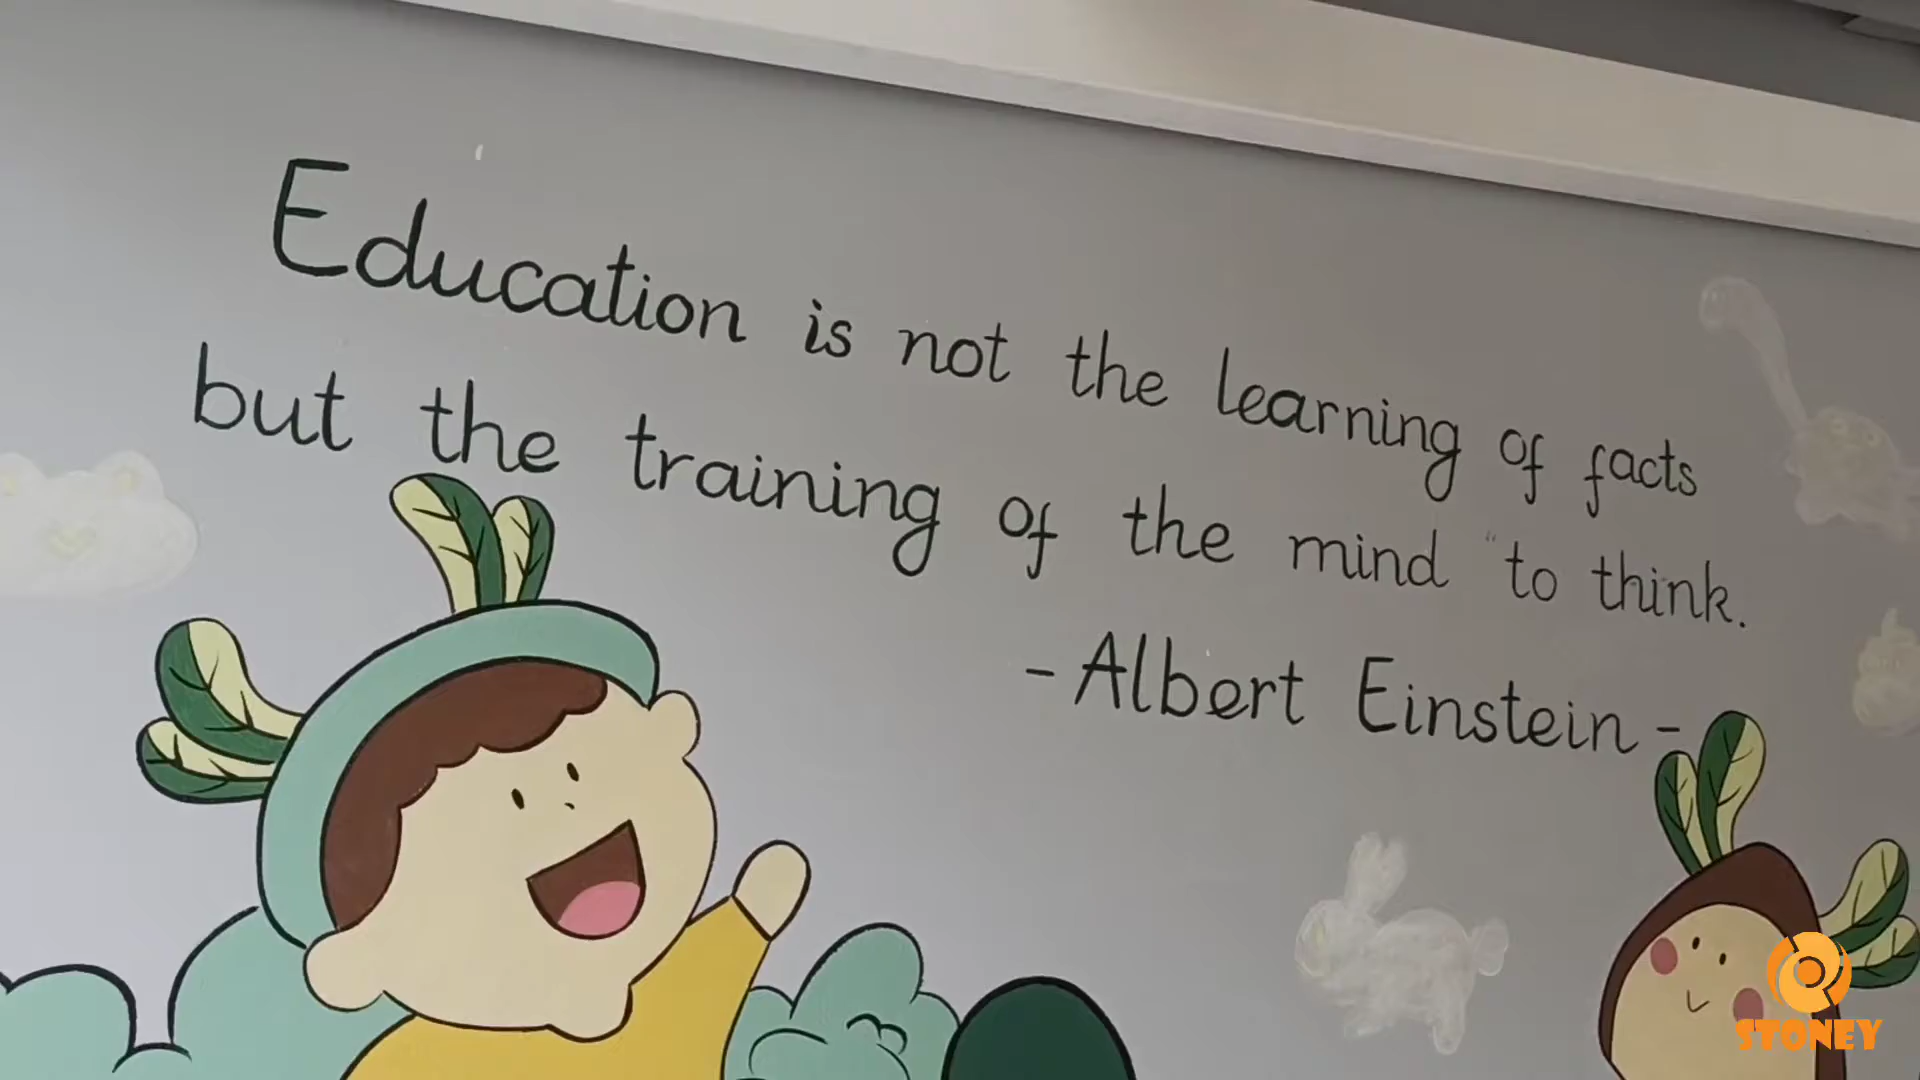 Education is not the learning of facts
but the training of the mind to think.
- Albert Einstein -
STONEY